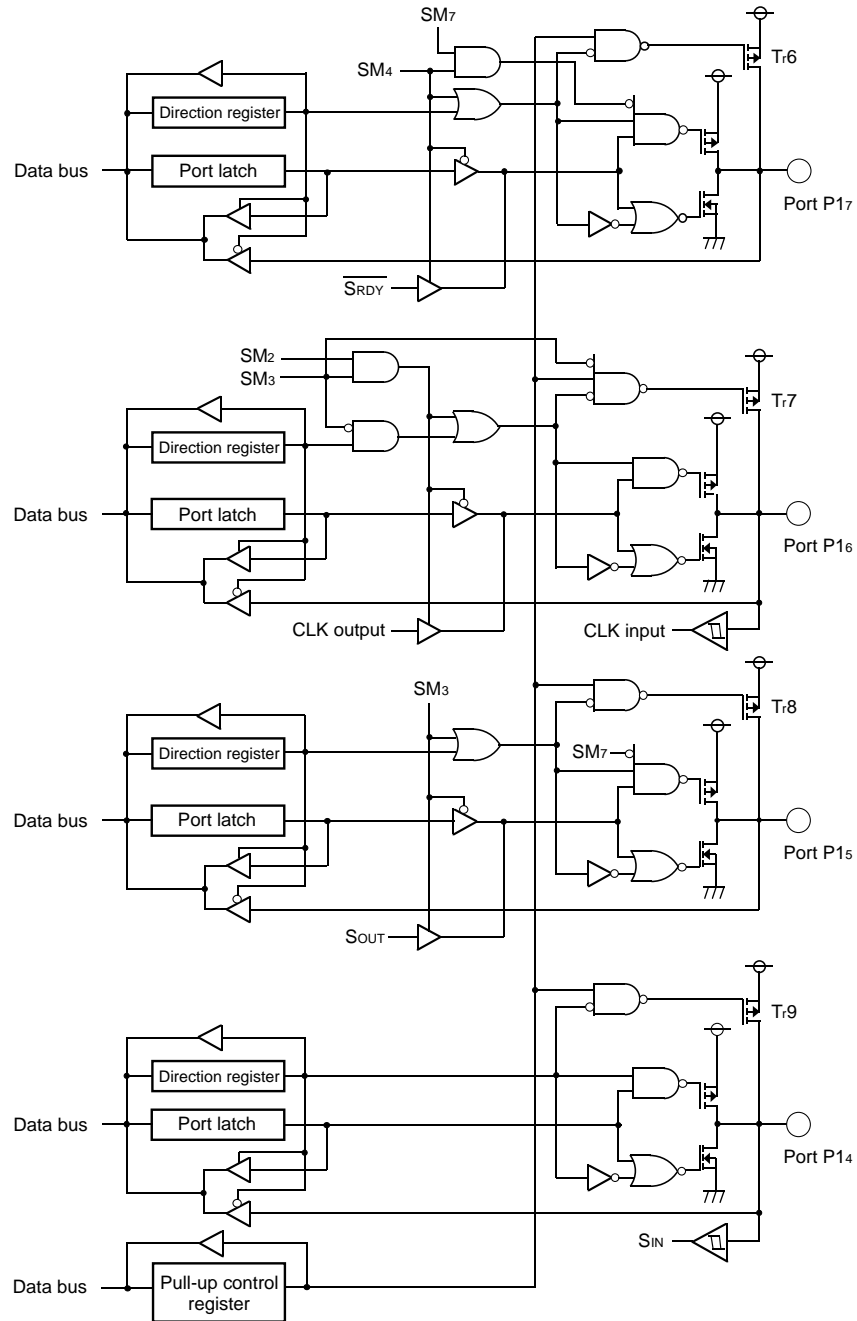 SM7
SM4
Tr6
Direction register
Data bus
Port latch
Port P17
SRDY
SM2
SM3
Tr7
Direction register
Data bus
Port latch
Port P16
CLK output
CLK input
SM3
Tr8
Direction register
SM7
Data bus
Port latch
Port P15
SOUT
Tr9
Direction register
Data bus
Port latch
Port P14
SIN
Data bus
Pull-up control
register